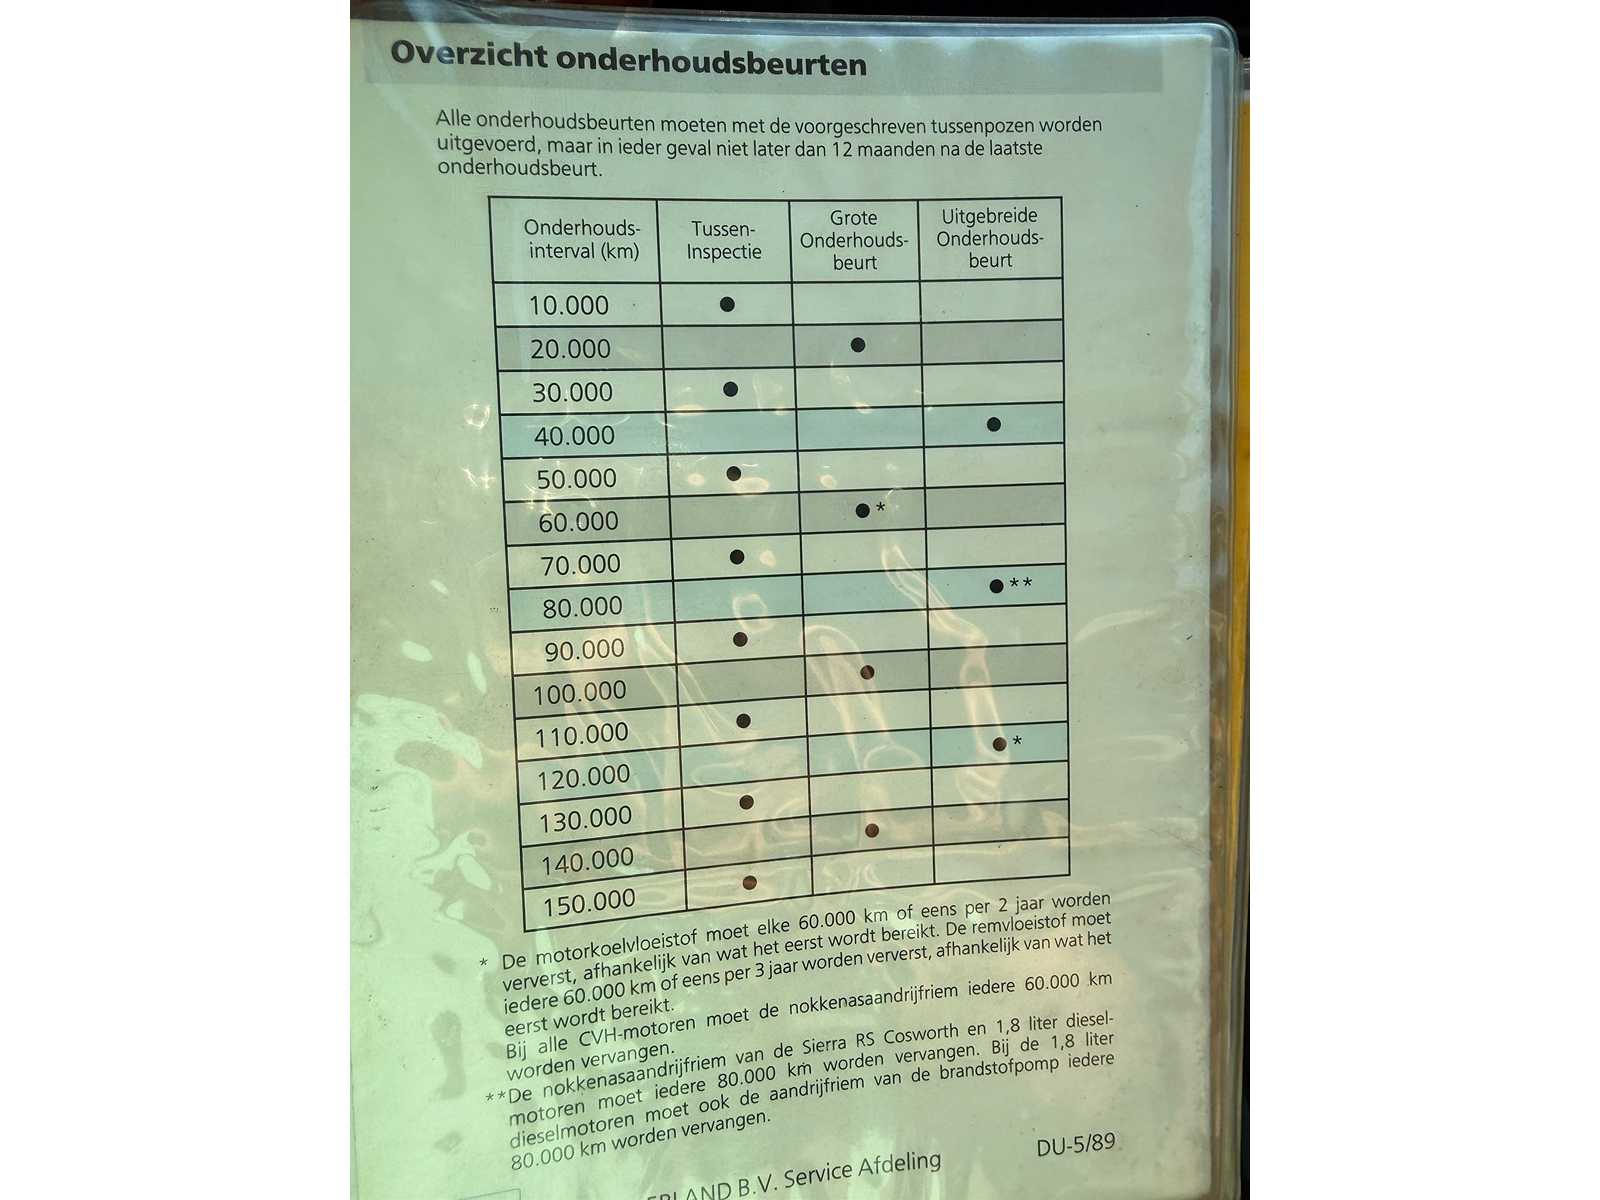 Overzicht onderhoudsbeurten
Alle onderhoudsbeurten moeten met de voorgeschreven tussenpozen worden
uitgevoerd, maar in ieder geval niet later dan 12 maanden na de laatste
onderhoudsbeurt.
Onderhouds-
interval (km)
Tussen-
Inspectie
Grote
Onderhouds-
beurt
Uitgebreide
Onderhouds-
beurt
10.000 ●
20.000 ●
30.000 ●
40.000 ●
50.000 ●
60.000 ● *
70.000 ●
80.000 ● **
90.000 ●
100.000 ●
110.000 ●
120.000 ● *
130.000 ●
140.000 ●
150.000 ●
* De motorkoelvloeistof moet elke 60.000 km of eens per 2 jaar worden
ververst, afhankelijk van wat het eerst wordt bereikt. De remvloeistof moet
iedere 60.000 km of eens per 3 jaar worden ververst, afhankelijk van wat het
eerst wordt bereikt.
Bij alle CVH-motoren moet de nokkenasaandrijfriem iedere 60.000 km
worden vervangen.
**De nokkenasaandrijfriem van de Sierra RS Cosworth en 1,8 liter diesel-
motoren moet iedere 80.000 km worden vervangen. Bij de 1,8 liter
dieselmotoren moet ook de aandrijfriem van de brandstofpomp iedere
80.000 km worden vervangen.
ERLAND B.V. Service Afdeling
DU-5/89